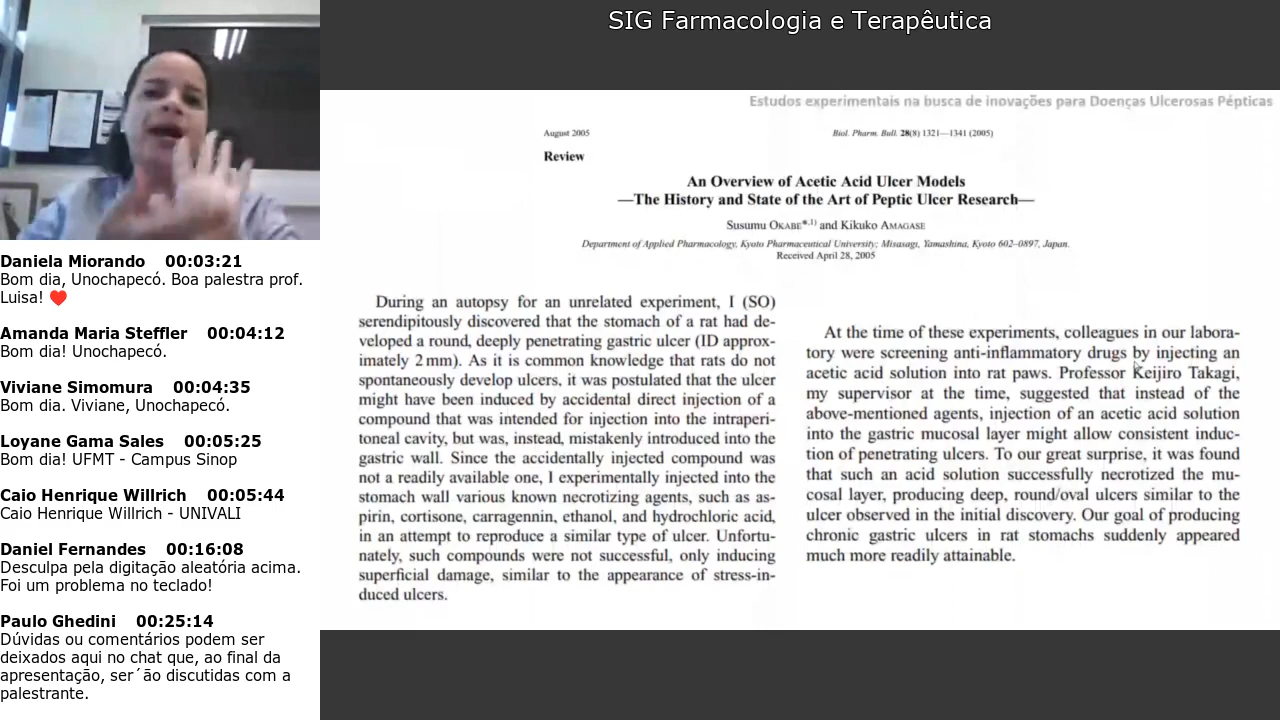 SIG Farmacologia e Terapêutica
Daniela Miorando 00:03:21
Bom dia, Unochapecó. Boa palestra prof.
Luisa! ❤️
Amanda Maria Steffler 00:04:12
Bom dia! Unochapecó.
Viviane Simomura 00:04:35
Bom dia. Viviane, Unochapecó.
Loyane Gama Sales 00:05:25
Bom dia! UFMT - Campus Sinop
Caio Henrique Willrich 00:05:44
Caio Henrique Willrich - UNIVALI
Daniel Fernandes 00:16:08
Desculpa pela digitação aleatória acima.
Foi um problema no teclado!
Paulo Ghedini 00:25:14
Dúvidas ou comentários podem ser
deixados aqui no chat que, ao final da
apresentação, ser´ão discutidas com a
palestrante.
Estudos experimentais na busca de inovações para Doenças Ulcerosas Pépticas
August 2005
Biol. Pharm. Bull. 28(8) 1321—1341 (2005)
Review
An Overview of Acetic Acid Ulcer Models
—The History and State of the Art of Peptic Ulcer Research—
Susumu OKABE*,1) and Kikuko AMAGASE
Department of Applied Pharmacology, Kyoto Pharmaceutical University; Misasagi, Yamashina, Kyoto 602–0897, Japan.
Received April 28, 2005
During an autopsy for an unrelated experiment, I (SO)
serendipitously discovered that the stomach of a rat had de-
veloped a round, deeply penetrating gastric ulcer (ID approx-
imately 2 mm). As it is common knowledge that rats do not
spontaneously develop ulcers, it was postulated that the ulcer
might have been induced by accidental direct injection of a
compound that was intended for injection into the intraperi-
toneal cavity, but was, instead, mistakenly introduced into the
gastric wall. Since the accidentally injected compound was
not a readily available one, I experimentally injected into the
stomach wall various known necrotizing agents, such as as-
pirin, cortisone, carragennin, ethanol, and hydrochloric acid,
in an attempt to reproduce a similar type of ulcer. Unfortu-
nately, such compounds were not successful, only inducing
superficial damage, similar to the appearance of stress-in-
duced ulcers.
At the time of these experiments, colleagues in our labora-
tory were screening anti-inflammatory drugs by injecting an
acetic acid solution into rat paws. Professor Keijiro Takagi,
my supervisor at the time, suggested that instead of the
above-mentioned agents, injection of an acetic acid solution
into the gastric mucosal layer might allow consistent induc-
tion of penetrating ulcers. To our great surprise, it was found
that such an acid solution successfully necrotized the mu-
cosal layer, producing deep, round/oval ulcers similar to the
ulcer observed in the initial discovery. Our goal of producing
chronic gastric ulcers in rat stomachs suddenly appeared
much more readily attainable.